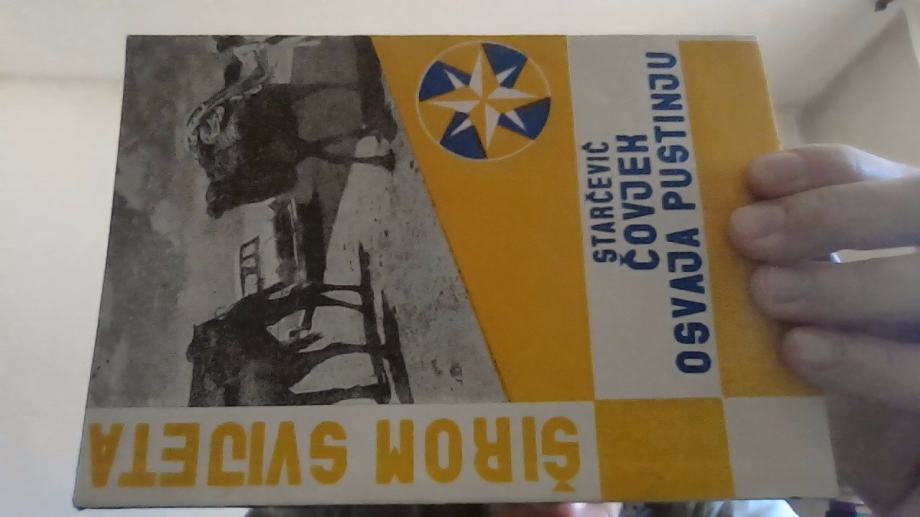 STARČEVIĆ
ČOVJEK
OSVAJA PUSTINJU
ŠIROM SVIJETA